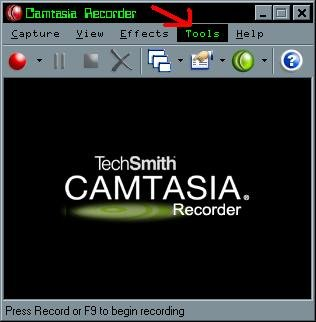 Camtasia Recorder
Capture View Effects Tools Help
TechSmith
CAMTASIA®
Recorder
Press Record or F9 to begin recording